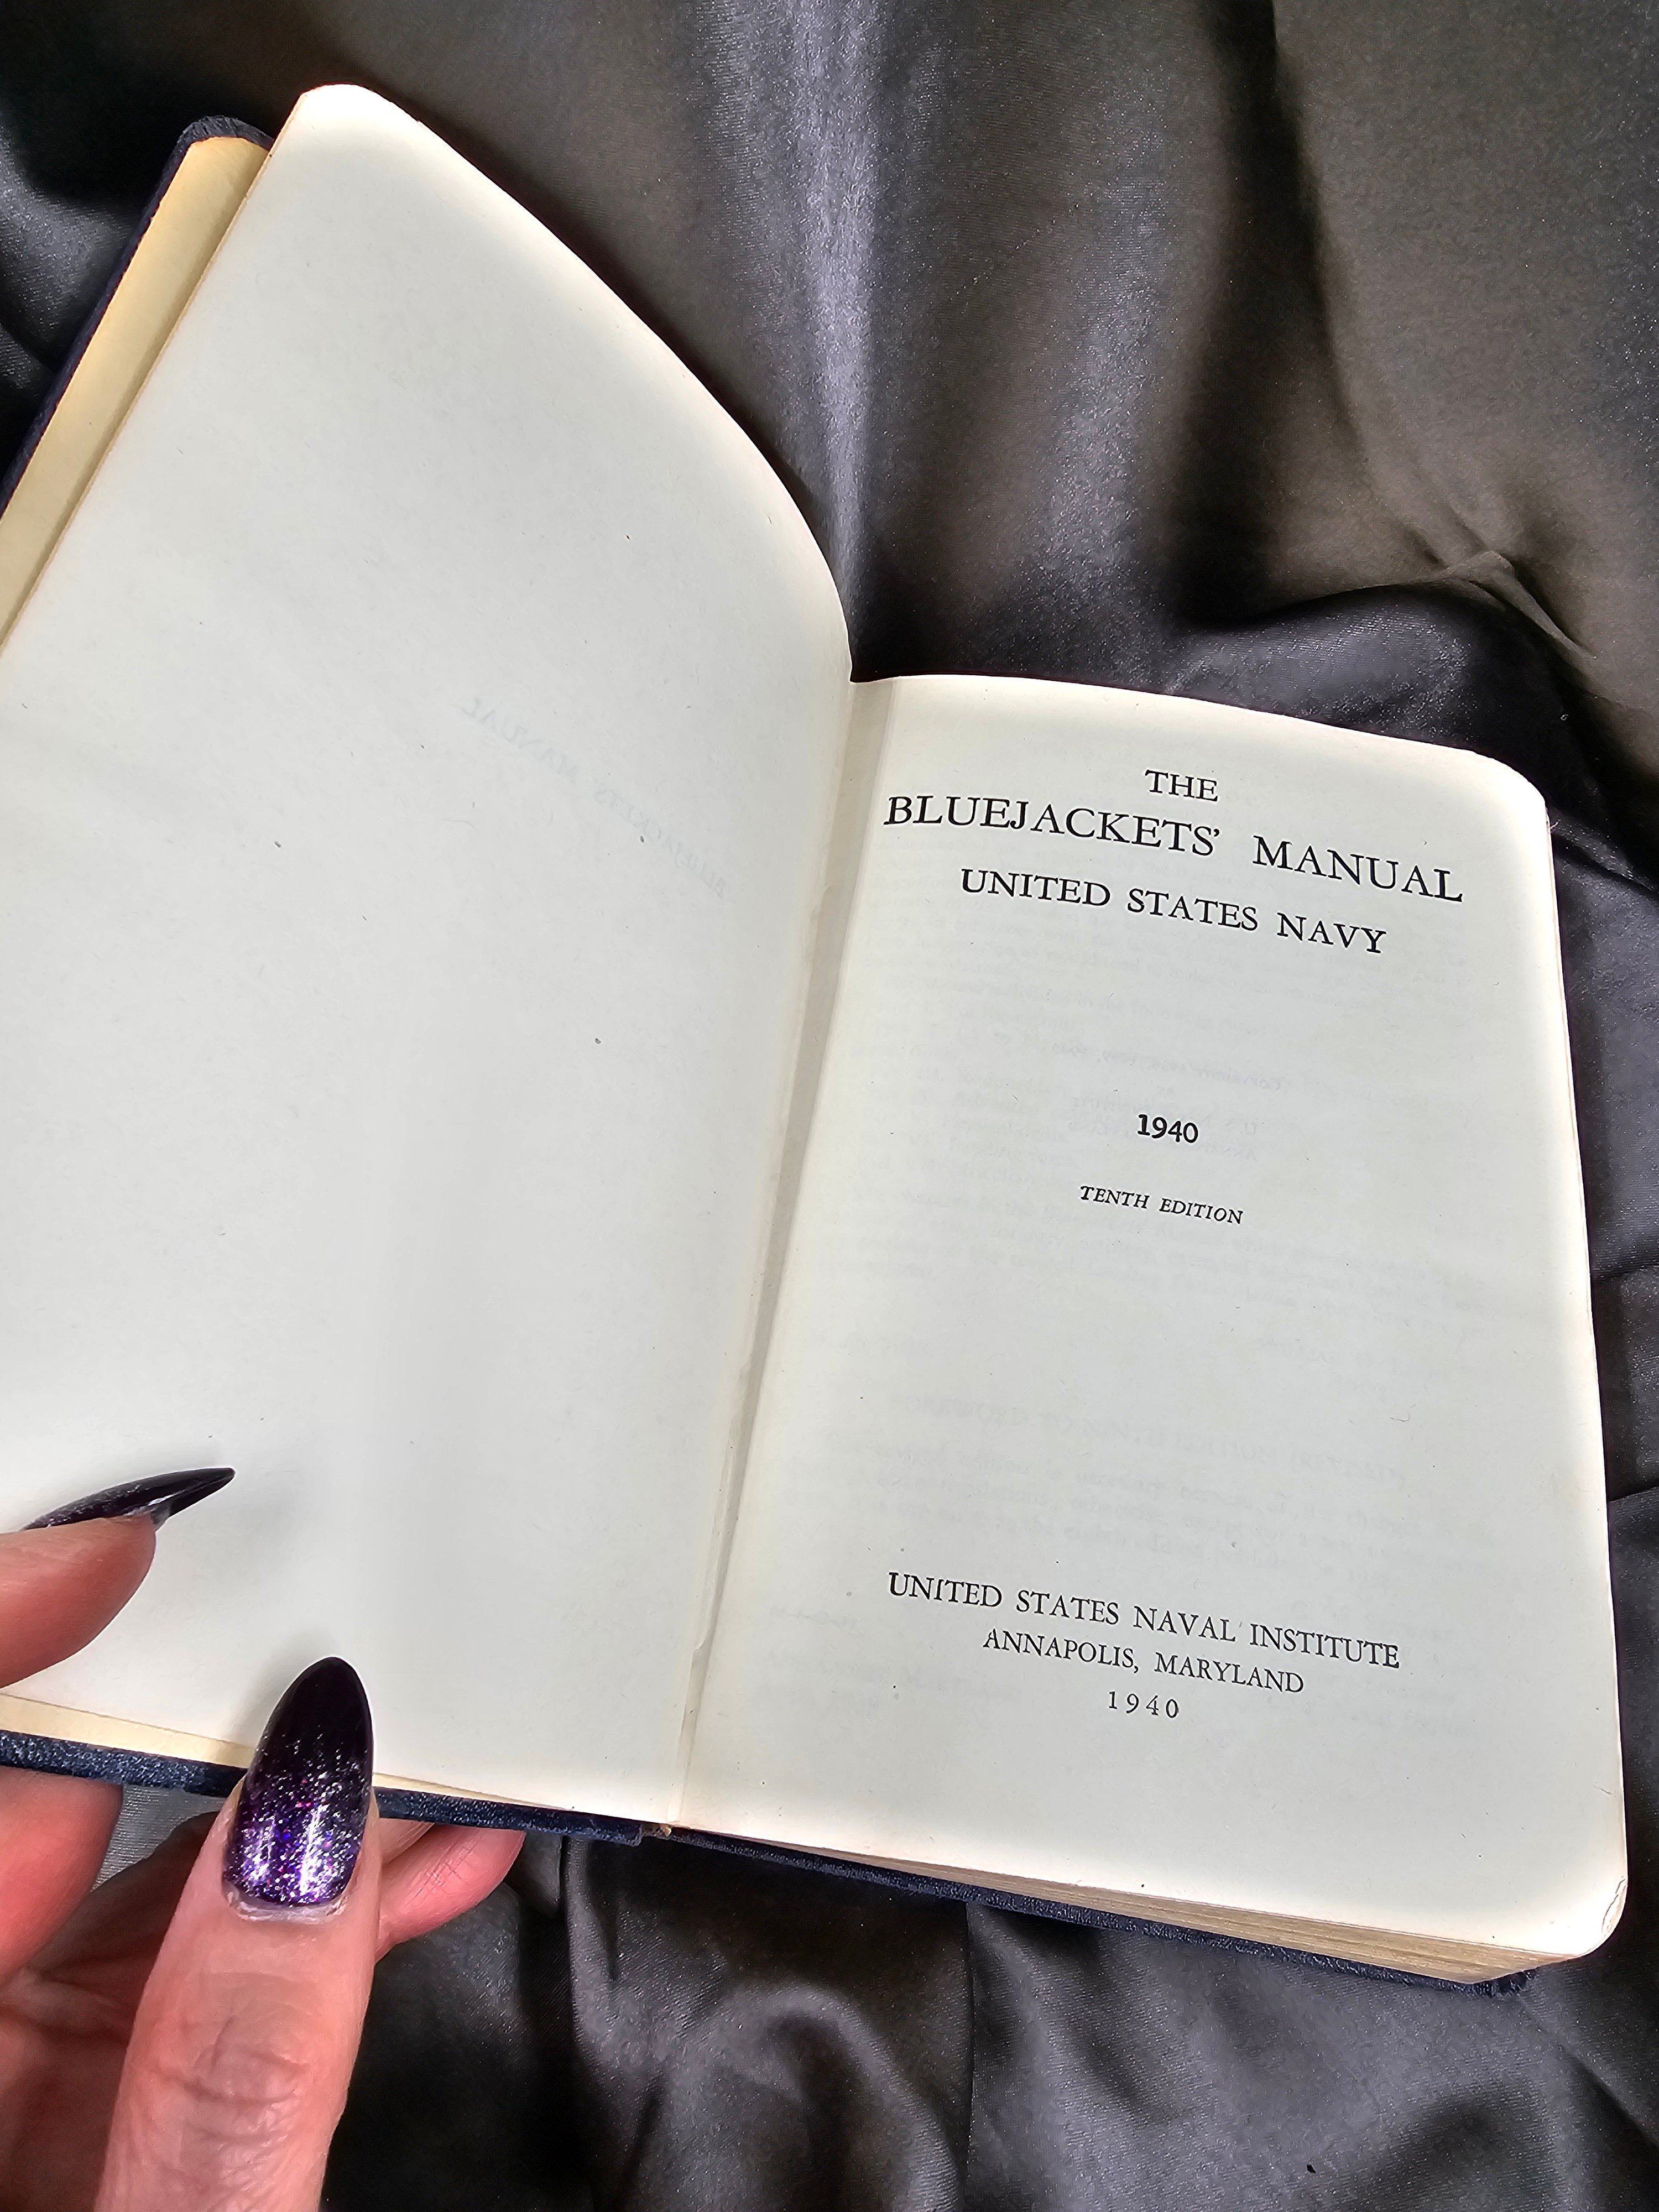 THE
BLUEJACKETS' MANUAL
UNITED STATES NAVY
1940
TENTH EDITION
UNITED STATES NAVAL INSTITUTE
ANNAPOLIS, MARYLAND
1940